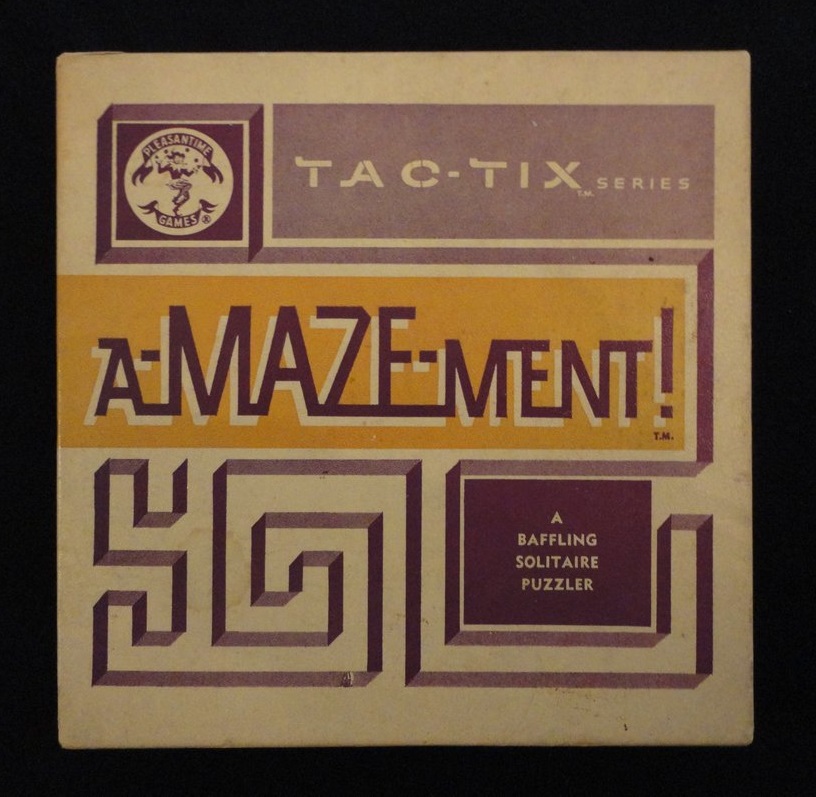 PLEASANTIME
GAMES ®
TAC-TIX T.M. SERIES
A-MAZE-MENT!
T.M.
A
BAFFLING
SOLITAIRE
PUZZLER